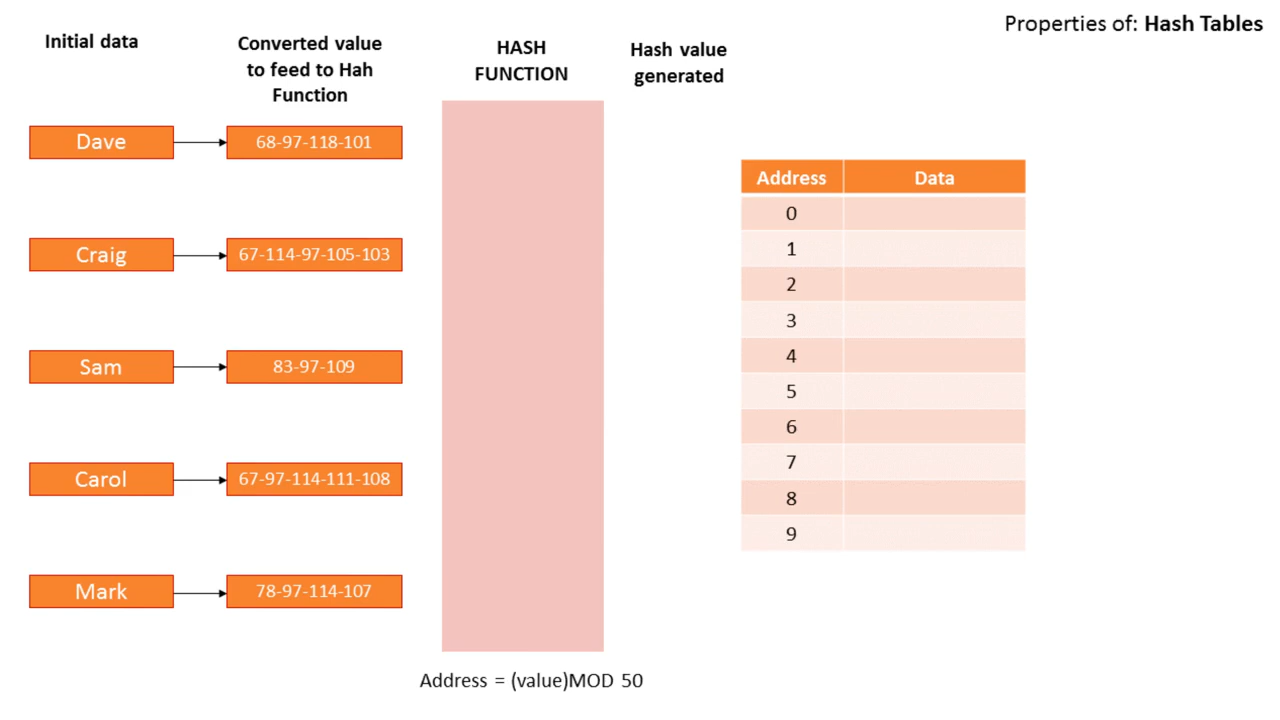 Properties of: Hash Tables
Initial data
Converted value
to feed to Hah
Function
HASH
FUNCTION
Hash value
generated
Dave
68-97-118-101
Craig
67-114-97-105-103
Sam
83-97-109
Carol
67-97-114-111-108
Mark
78-97-114-107
Address = (value)MOD 50
Address Data
0
1
2
3
4
5
6
7
8
9